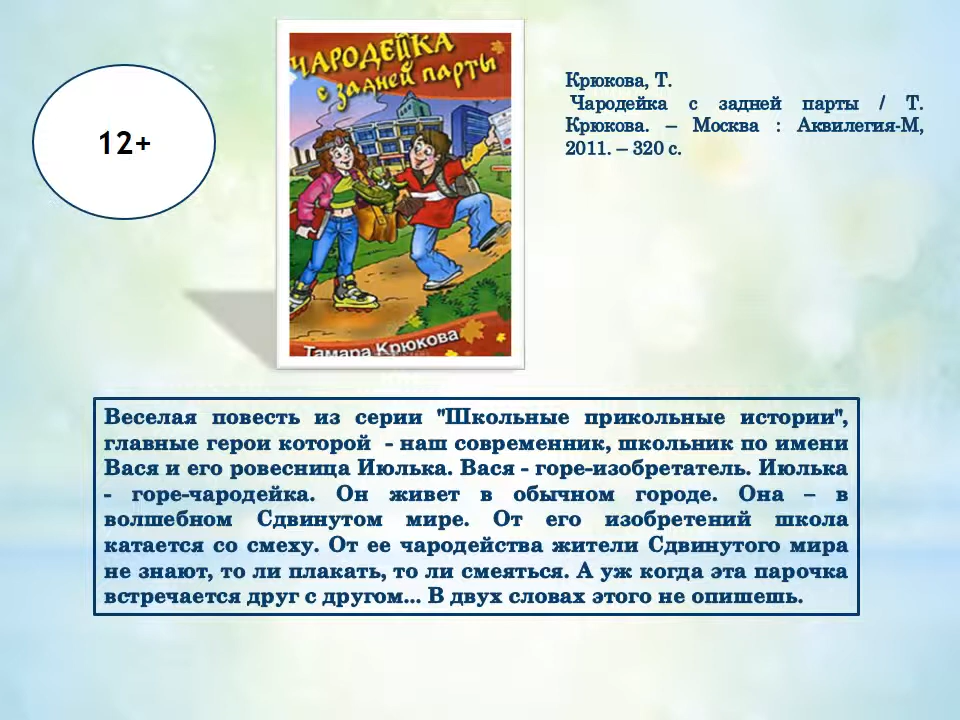 12+
ЧАРОДЕЙКА
с задней парты
Тамара Крюкова
Крюкова, Т.
Чародейка с задней парты / Т.
Крюкова. – Москва : Аквилегия-М,
2011. – 320 с.
Веселая повесть из серии "Школьные прикольные истории",
главные герои которой - наш современник, школьник по имени
Вася и его ровесница Июлька. Вася - горе-изобретатель. Июлька
- горе-чародейка. Он живет в обычном городе. Она – в
волшебном Сдвинутом мире. От его изобретений школа
катается со смеху. От ее чародейства жители Сдвинутого мира
не знают, то ли плакать, то ли смеяться. А уж когда эта парочка
встречается друг с другом... В двух словах этого не опишешь.